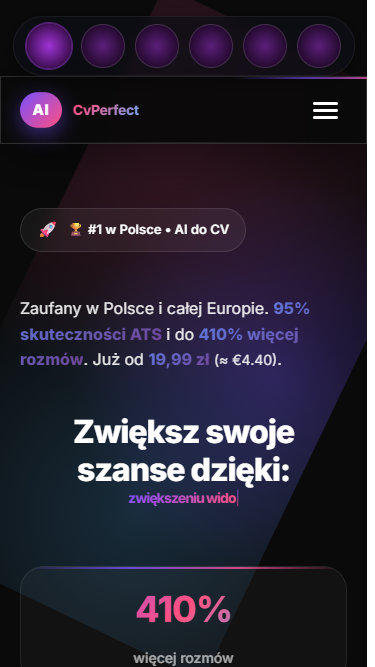 AI CvPerfect
🚀 🏆 #1 w Polsce • AI do CV
Zaufany w Polsce i całej Europie. 95%
skuteczności ATS i do 410% więcej
rozmów. Już od 19,99 zł (≈ €4.40).
Zwiększ swoje
szanse dzięki:
zwiększeniu wido|
410%
więcej rozmów